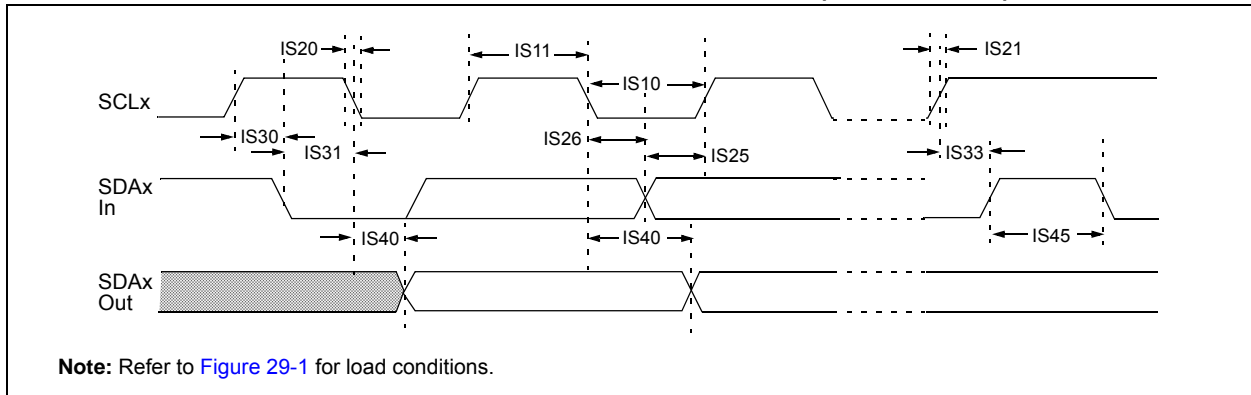 IS20
IS11
IS21
IS10
SCLx
IS30
IS26
IS31
IS25
IS33
SDAx
In
IS40
IS40
IS45
SDAx
Out
Note: Refer to Figure 29-1 for load conditions.